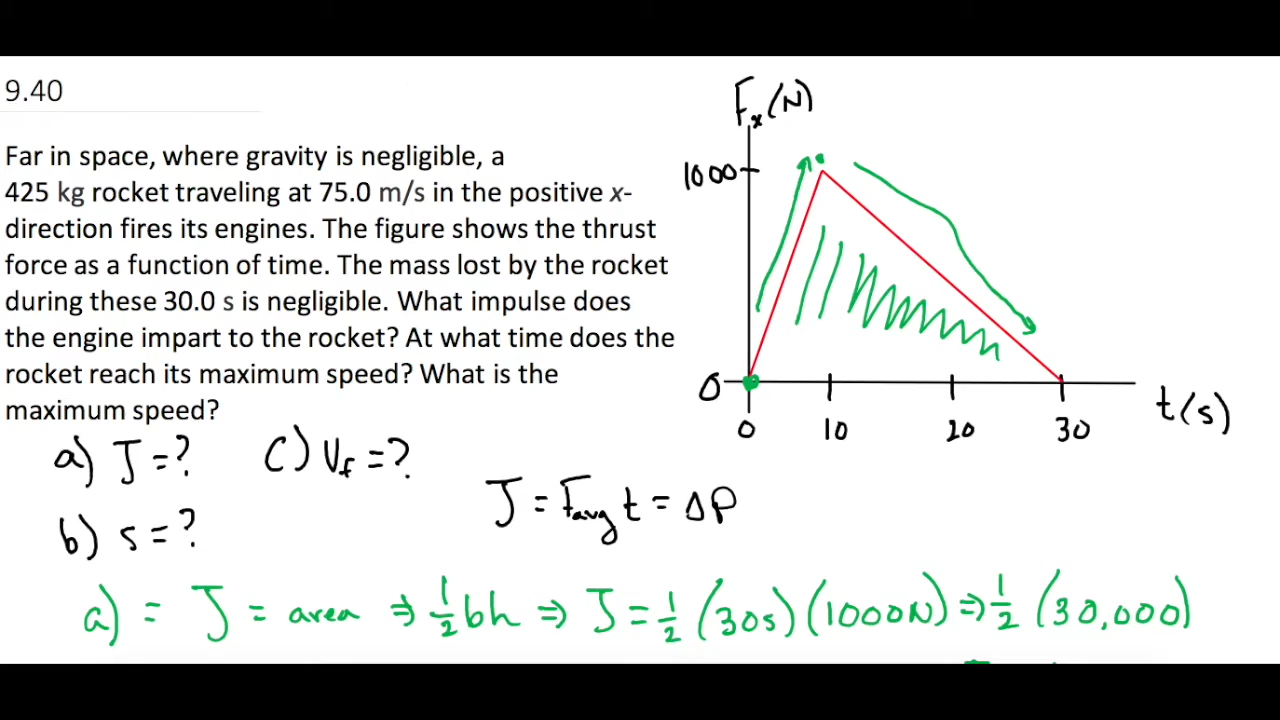 9.40
Far in space, where gravity is negligible, a
425 kg rocket traveling at 75.0 m/s in the positive x-
direction fires its engines. The figure shows the thrust
force as a function of time. The mass lost by the rocket
during these 30.0 s is negligible. What impulse does
the engine impart to the rocket? At what time does the
rocket reach its maximum speed? What is the
maximum speed?
Fx(N)
1000
0
0 10 20 30
t(s)
a) J=? c) Vf=?
b) s=?
J = Favg t = ΔP
a) = J = area ⇒ 1/2 bh ⇒ J = 1/2 (30s)(1000N) ⇒ 1/2 (30,000)